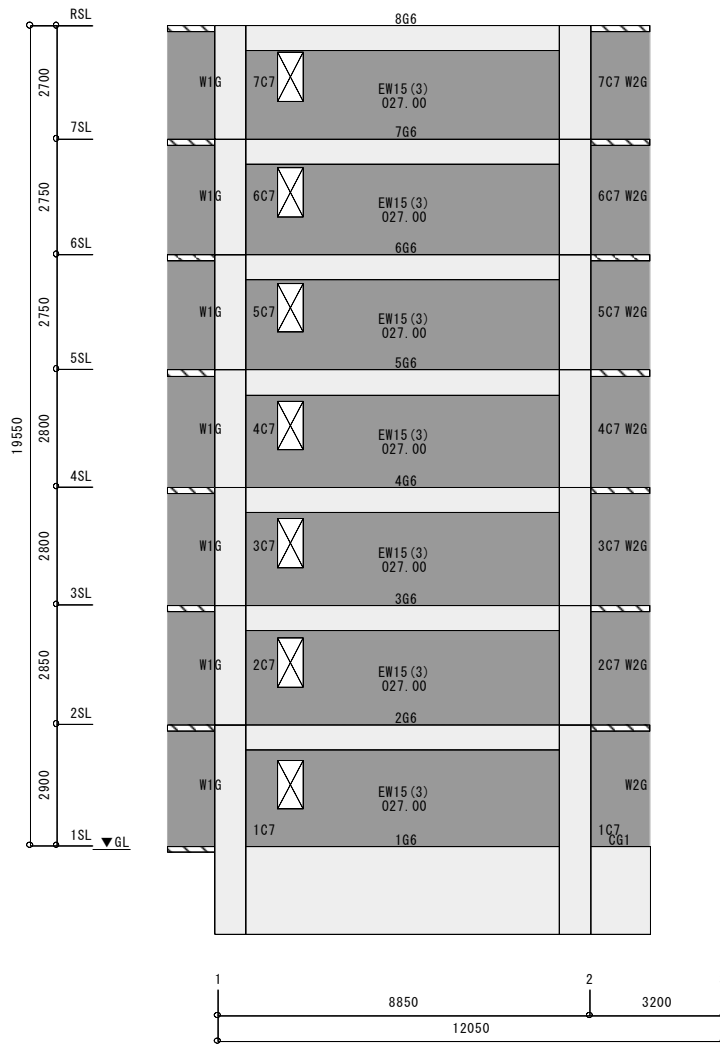 RSL
8G6
2700
W1G 7C7 EW15(3) 7C7 W2G
027.00
7SL
7G6
2750
W1G 6C7 EW15(3) 6C7 W2G
027.00
6SL
6G6
2750
W1G 5C7 EW15(3) 5C7 W2G
027.00
5SL
5G6
19550
2800
W1G 4C7 EW15(3) 4C7 W2G
027.00
4SL
4G6
2800
W1G 3C7 EW15(3) 3C7 W2G
027.00
3SL
3G6
2850
W1G 2C7 EW15(3) 2C7 W2G
027.00
2SL
2G6
2900
W1G EW15(3) W2G
027.00
1C7 1C7
1SL ▼GL
1G6 CG1
1 2
8850 3200
12050